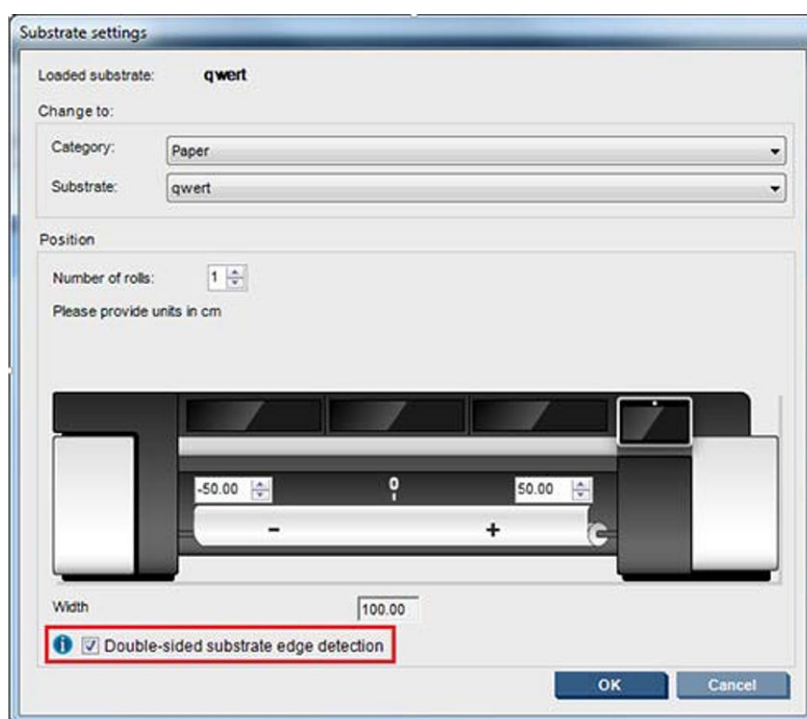 Substrate settings
Loaded substrate: qwert
Change to:
Category: Paper
Substrate: qwert
Position
Number of rolls: 1
Please provide units in cm
-50.00 0 50.00
- +
Width 100.00
Double-sided substrate edge detection
OK Cancel